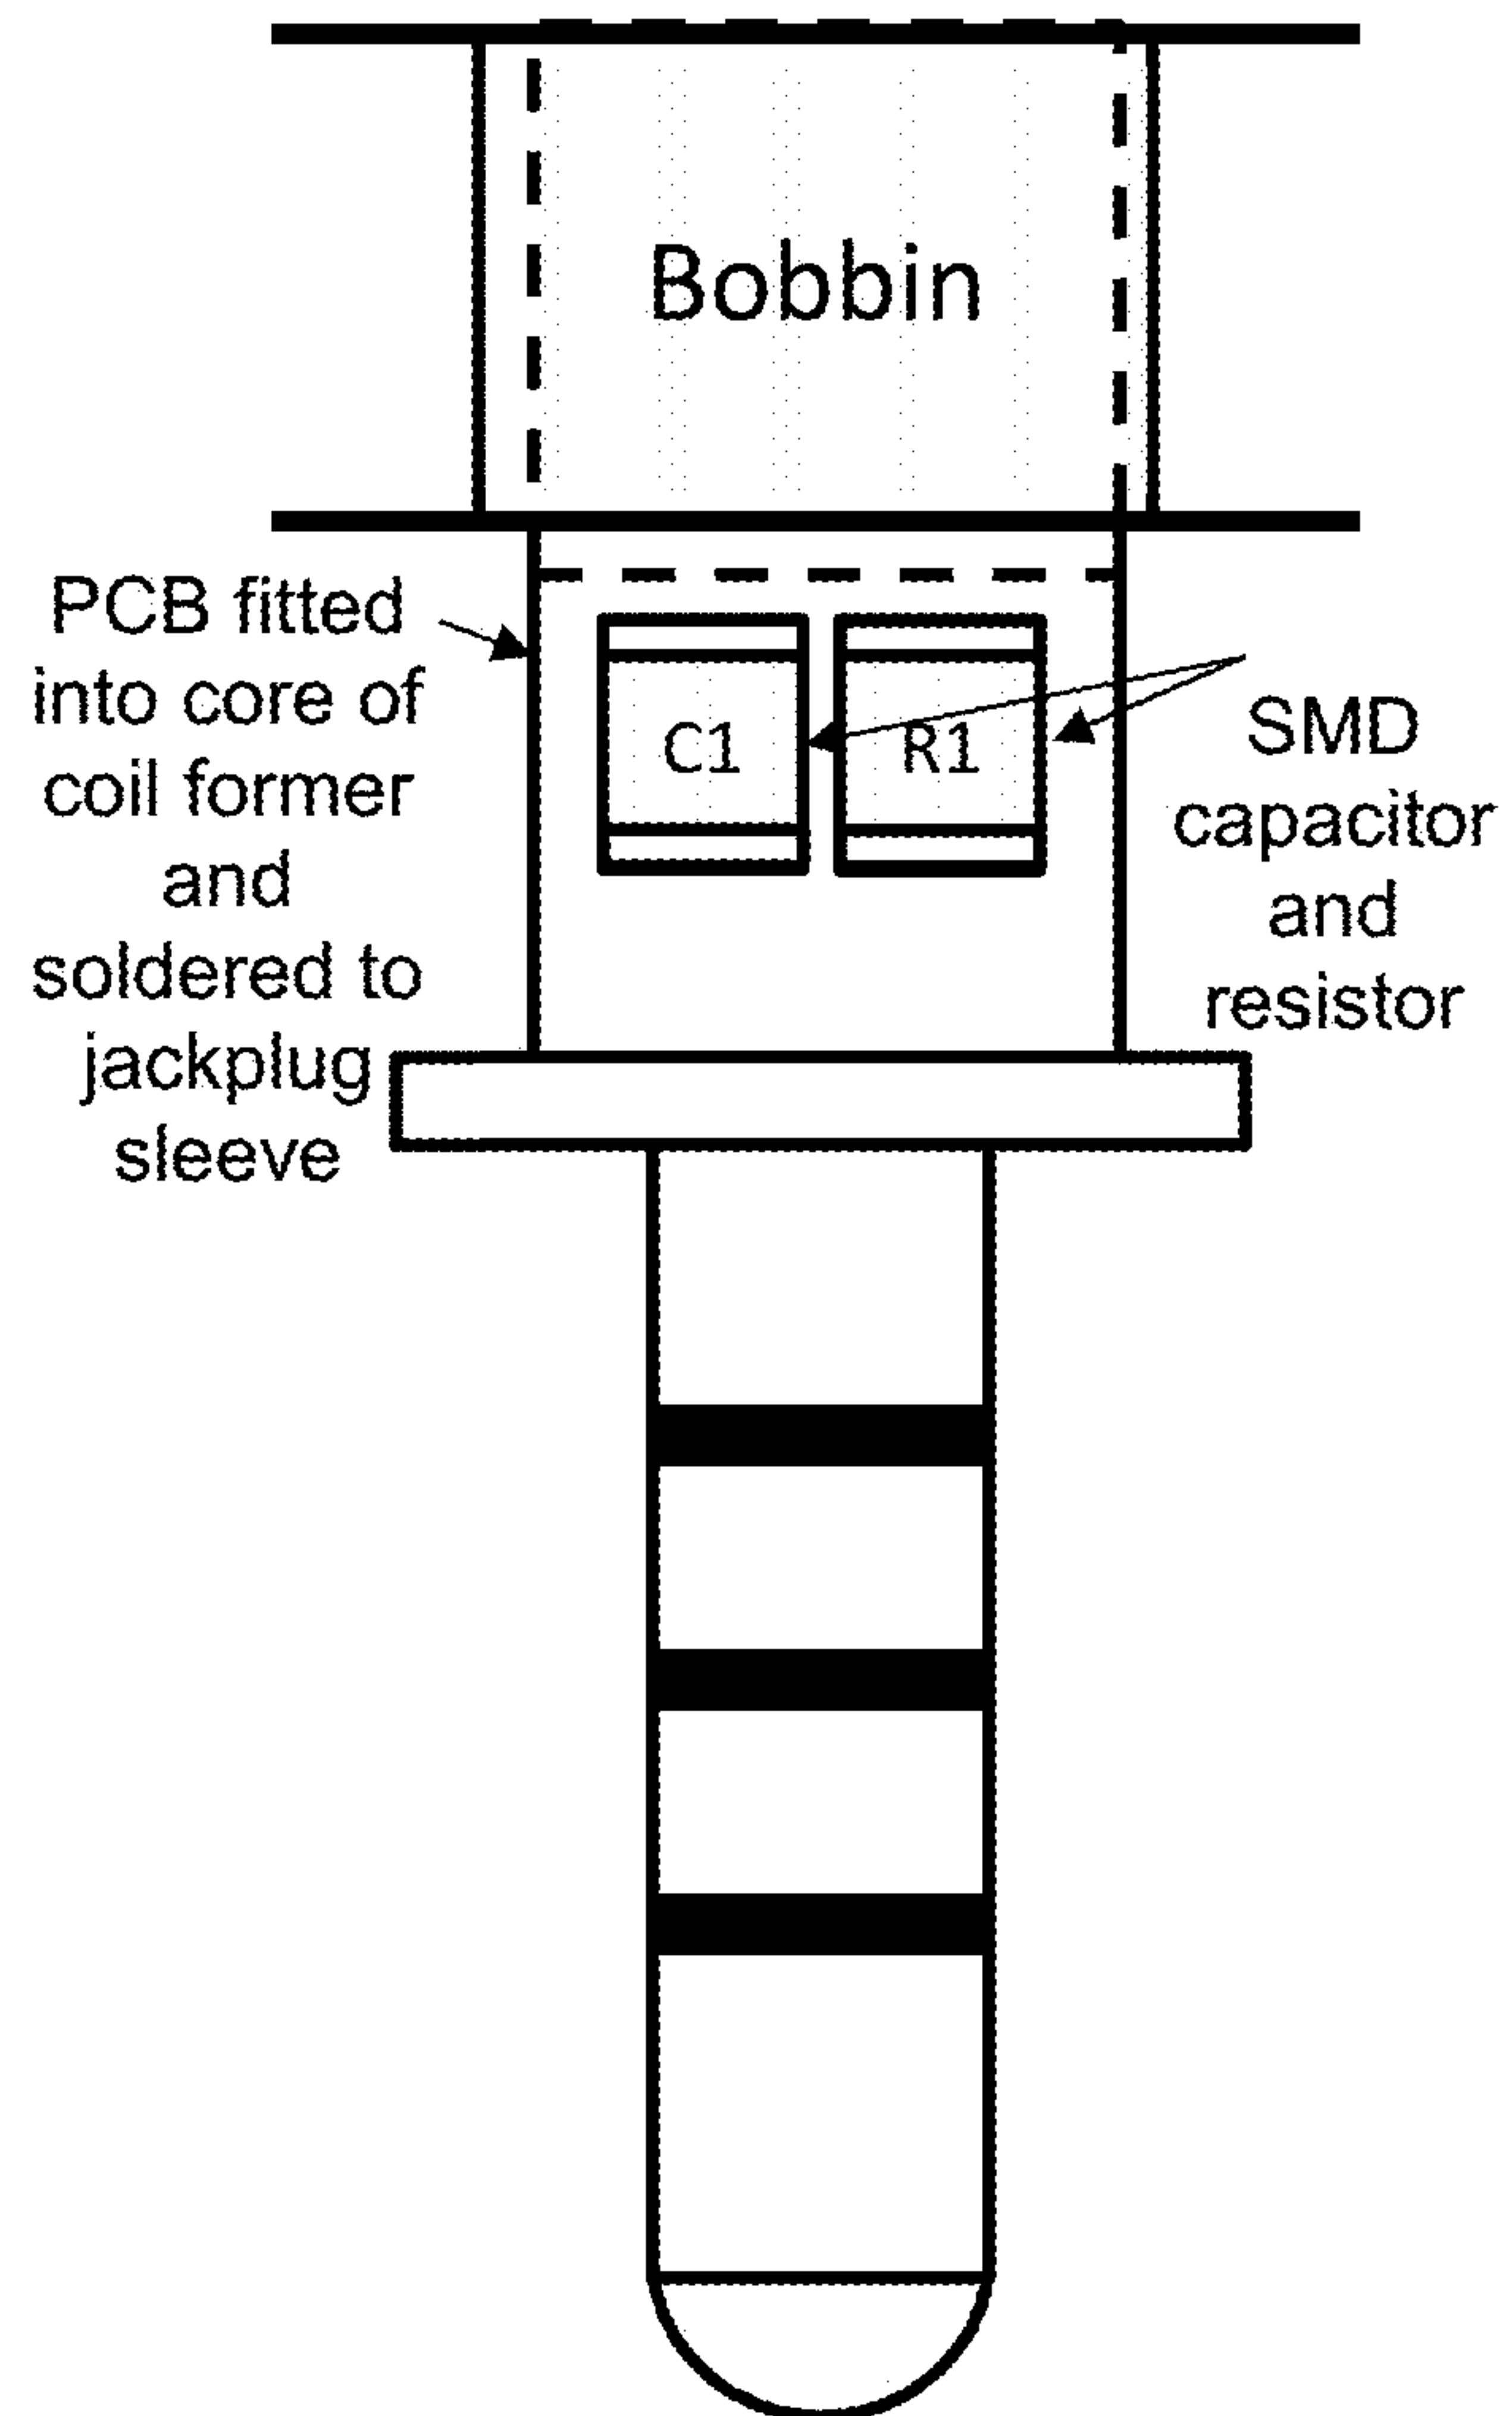 Bobbin
PCB fitted
into core of
coil former
and
soldered to
jackplug
sleeve
C1
R1
SMD
capacitor
and
resistor